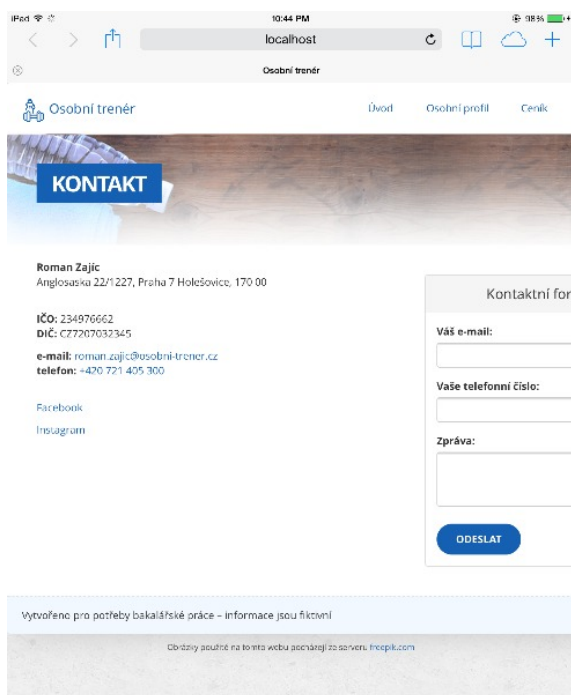 iPad 10:44 PM 98%
localhost
Osobní trenér
Osobní trenér Úvod Osobní profil Ceník
KONTAKT
Roman Zajíc
Anglosaska 22/1227, Praha 7 Holešovice, 170 00
IČO: 234976662
DIČ: CZ7207032345
e-mail: roman.zajic@osobni-trener.cz
telefon: +420 721 405 300
Facebook
Instagram
Kontaktní for
Váš e-mail:
Vaše telefonní číslo:
Zpráva:
ODESLAT
Vytvořeno pro potřeby bakalářské práce – informace jsou fiktivní
Obrázky použité na tomto webu pocházejí ze serveru freepik.com